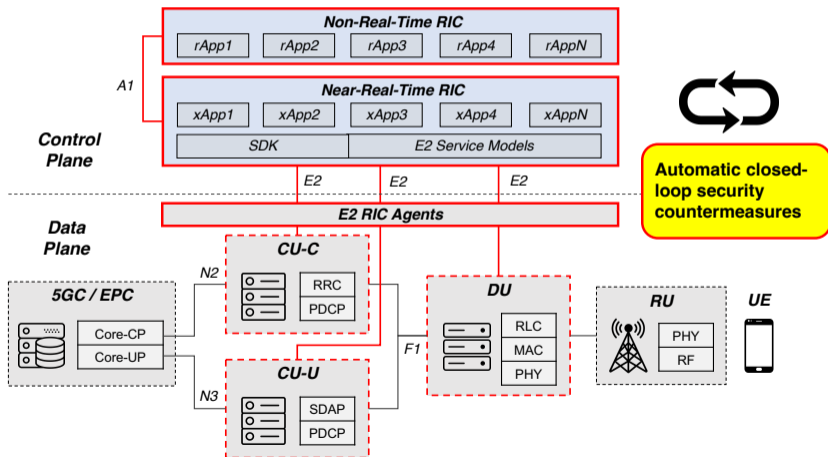 Non-Real-Time RIC
rApp1 rApp2 rApp3 rApp4 rAppN
A1
Near-Real-Time RIC
xApp1 xApp2 xApp3 xApp4 xAppN
SDK E2 Service Models
Control
Plane
Automatic closed-
loop security
countermeasures
E2 E2 E2
E2 RIC Agents
Data
Plane
CU-C
RRC
PDCP
N2
5GC / EPC
Core-CP
Core-UP
N3
CU-U
SDAP
PDCP
F1
DU
RLC
MAC
PHY
RU
PHY
RF
UE